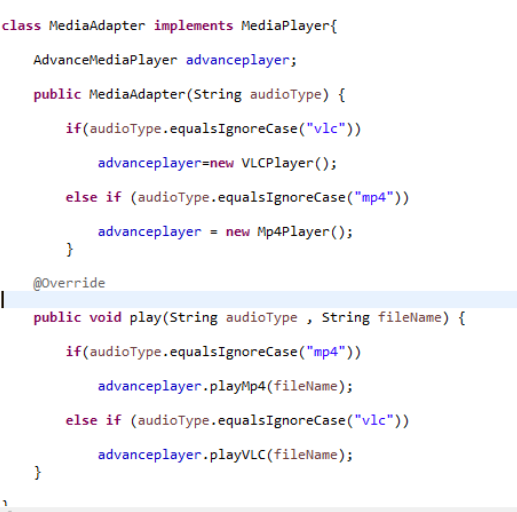 class MediaAdapter implements MediaPlayer{
AdvanceMediaPlayer advanceplayer;
public MediaAdapter(String audioType) {
if(audioType.equalsIgnoreCase("vlc"))
advanceplayer=new VLCPlayer();
else if (audioType.equalsIgnoreCase("mp4"))
advanceplayer = new Mp4Player();
}
@Override
public void play(String audioType , String fileName) {
if(audioType.equalsIgnoreCase("mp4"))
advanceplayer.playMp4(fileName);
else if (audioType.equalsIgnoreCase("vlc"))
advanceplayer.playVLC(fileName);
}
}